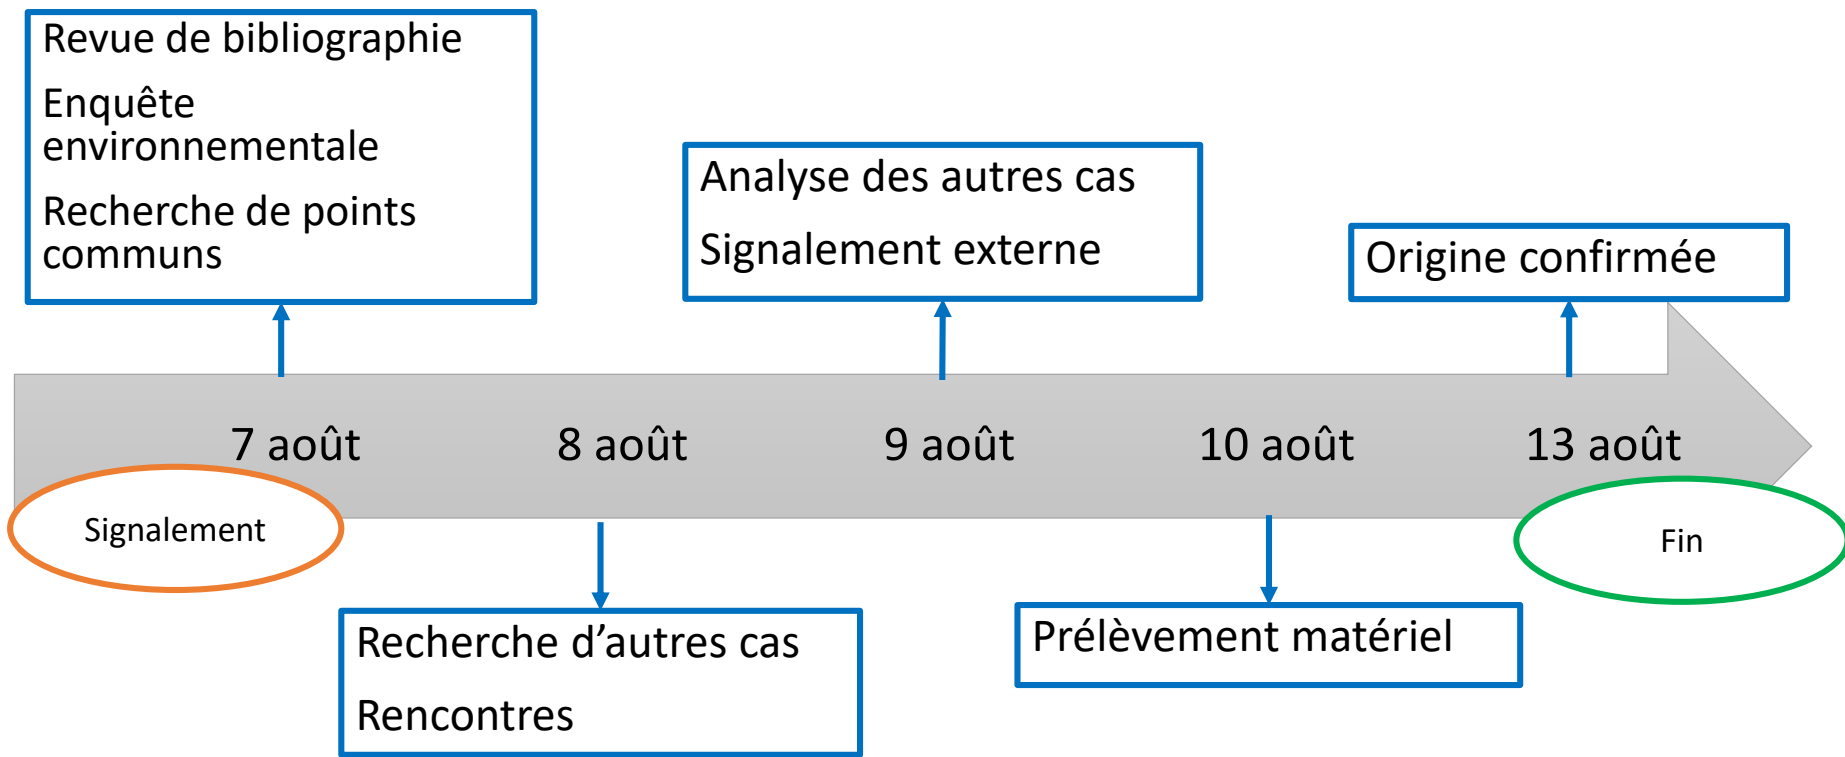 Revue de bibliographie
Enquête
environnementale
Recherche de points
communs
Analyse des autres cas
Signalement externe
Origine confirmée
7 août
8 août
9 août
10 août
13 août
Signalement
Fin
Recherche d’autres cas
Rencontres
Prélèvement matériel